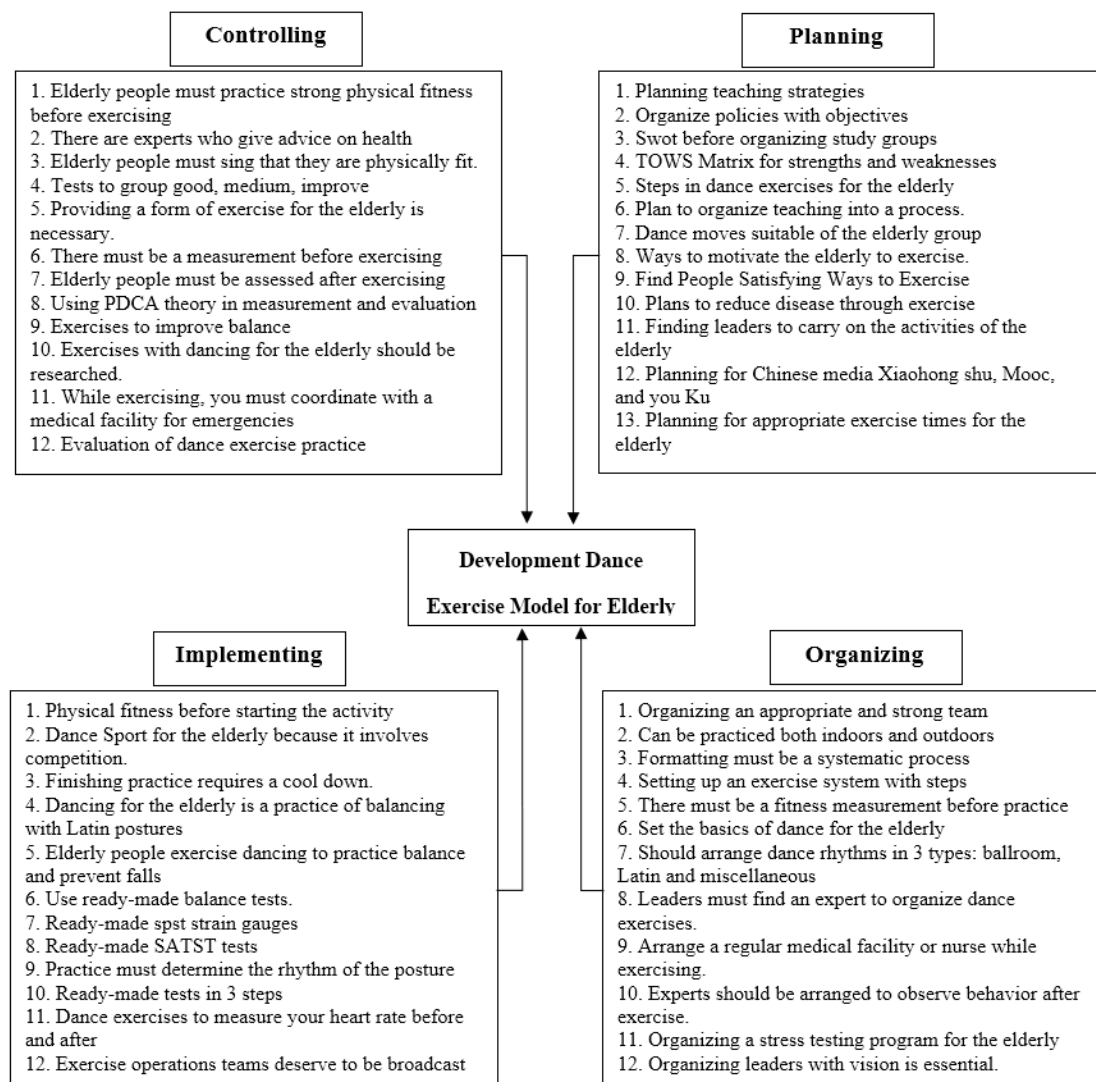 Controlling
1. Elderly people must practice strong physical fitness
before exercising
2. There are experts who give advice on health
3. Elderly people must sing that they are physically fit.
4. Tests to group good, medium, improve
5. Providing a form of exercise for the elderly is
necessary.
6. There must be a measurement before exercising
7. Elderly people must be assessed after exercising
8. Using PDCA theory in measurement and evaluation
9. Exercises to improve balance
10. Exercises with dancing for the elderly should be
researched.
11. While exercising, you must coordinate with a
medical facility for emergencies
12. Evaluation of dance exercise practice
Planning
1. Planning teaching strategies
2. Organize policies with objectives
3. Swot before organizing study groups
4. TOWS Matrix for strengths and weaknesses
5. Steps in dance exercises for the elderly
6. Plan to organize teaching into a process.
7. Dance moves suitable of the elderly group
8. Ways to motivate the elderly to exercise.
9. Find People Satisfying Ways to Exercise
10. Plans to reduce disease through exercise
11. Finding leaders to carry on the activities of the
elderly
12. Planning for Chinese media Xiaohong shu, Mooc,
and you Ku
13. Planning for appropriate exercise times for the
elderly
Development Dance
Exercise Model for Elderly
Implementing
1. Physical fitness before starting the activity
2. Dance Sport for the elderly because it involves
competition.
3. Finishing practice requires a cool down.
4. Dancing for the elderly is a practice of balancing
with Latin postures
5. Elderly people exercise dancing to practice balance
and prevent falls
6. Use ready-made balance tests.
7. Ready-made spst strain gauges
8. Ready-made SATST tests
9. Practice must determine the rhythm of the posture
10. Ready-made tests in 3 steps
11. Dance exercises to measure your heart rate before
and after
12. Exercise operations teams deserve to be broadcast
Organizing
1. Organizing an appropriate and strong team
2. Can be practiced both indoors and outdoors
3. Formatting must be a systematic process
4. Setting up an exercise system with steps
5. There must be a fitness measurement before practice
6. Set the basics of dance for the elderly
7. Should arrange dance rhythms in 3 types: ballroom,
Latin and miscellaneous
8. Leaders must find an expert to organize dance
exercises.
9. Arrange a regular medical facility or nurse while
exercising.
10. Experts should be arranged to observe behavior after
exercise.
11. Organizing a stress testing program for the elderly
12. Organizing leaders with vision is essential.